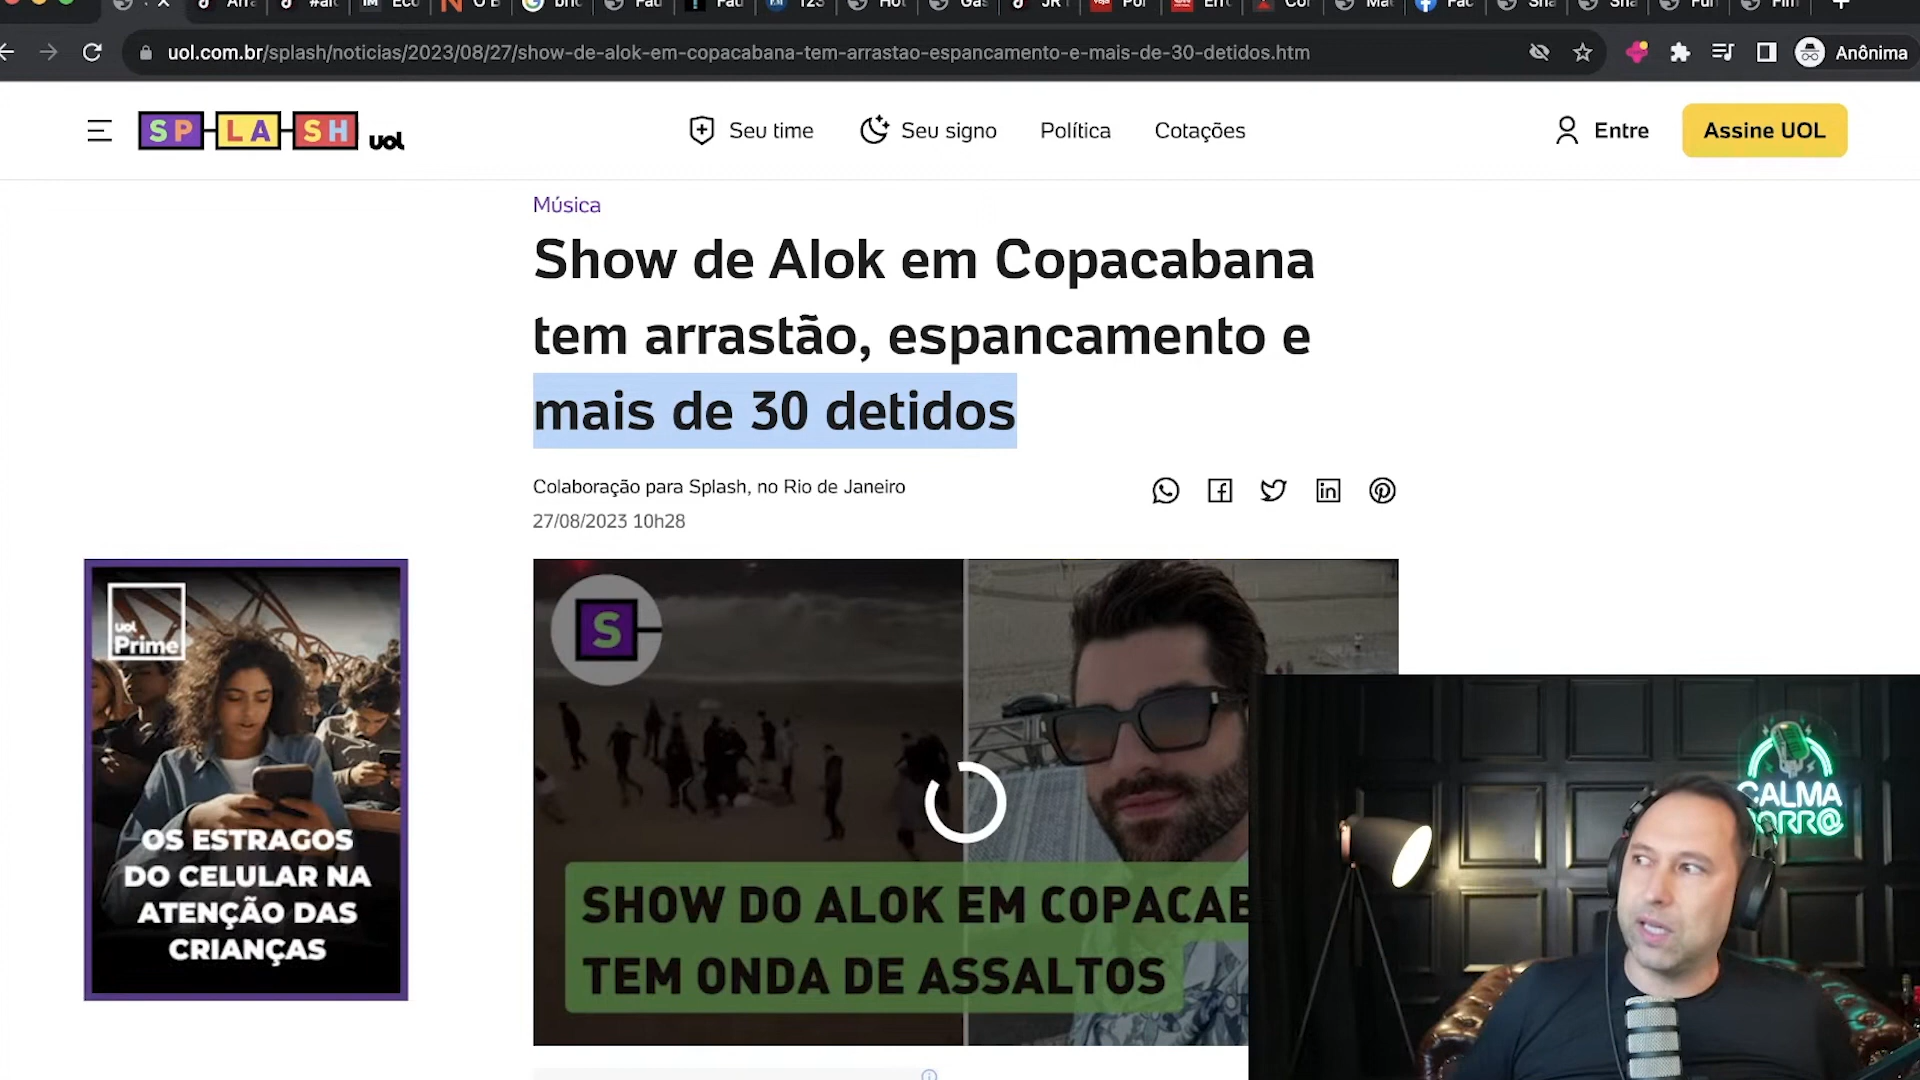 uol.com.br/splash/noticias/2023/08/27/show-de-alok-em-copacabana-tem-arrastao-espancamento-e-mais-de-30-detidos.htm
Anônima
SPLASH uol
Seu time
Seu signo
Política
Cotações
Entre
Assine UOL
Música
Show de Alok em Copacabana
tem arrastão, espancamento e
mais de 30 detidos
Colaboração para Splash, no Rio de Janeiro
27/08/2023 10h28
uol
Prime
OS ESTRAGOS
DO CELULAR NA
ATENÇÃO DAS
CRIANÇAS
S
SHOW DO ALOK EM COPACAB
TEM ONDA DE ASSALTOS
CALMA